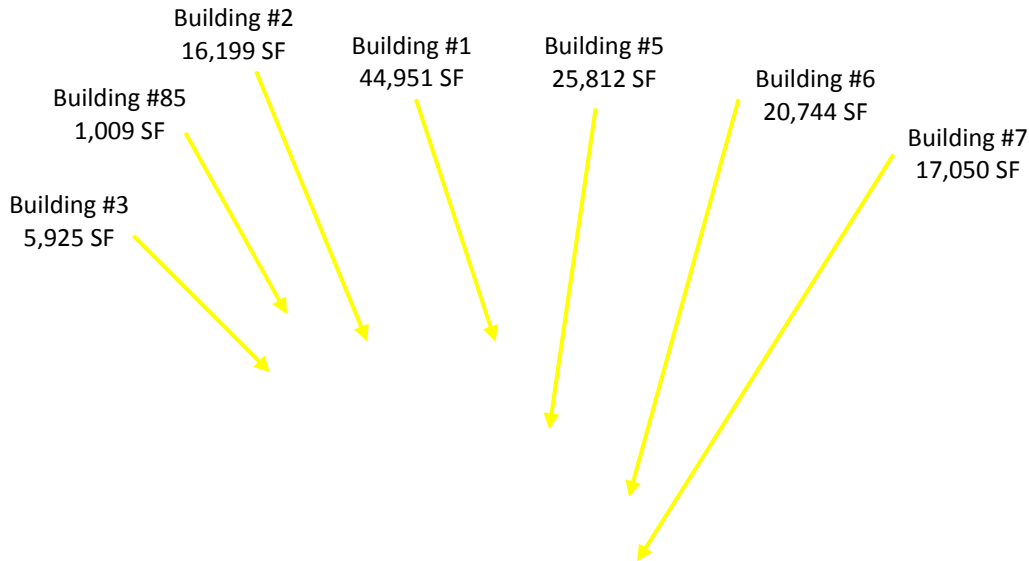 Building #2
16,199 SF
Building #1
44,951 SF
Building #5
25,812 SF
Building #6
20,744 SF
Building #85
1,009 SF
Building #7
17,050 SF
Building #3
5,925 SF